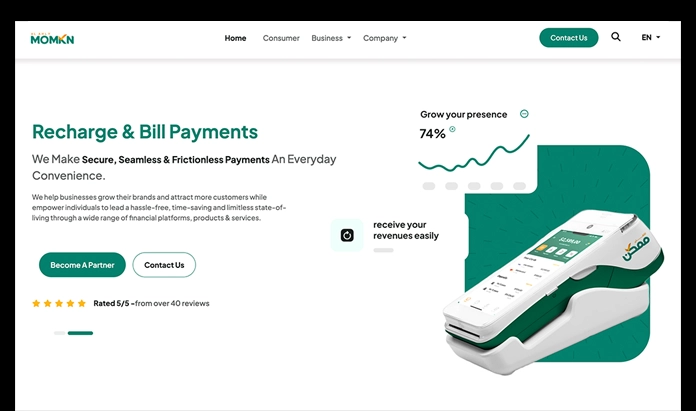 MOMKN
Home
Consumer
Business
Company
Contact Us
EN
Recharge & Bill Payments
We Make Secure, Seamless & Frictionless Payments An Everyday
Convenience.
We help businesses grow their brands and attract more customers while
empower individuals to lead a hassle-free, time-saving and limitless state-of-
living through a wide range of financial platforms, products & services.
Become A Partner
Contact Us
Rated 5/5 -from over 40 reviews
Grow your presence
74%
receive your
revenues easily
ممكن